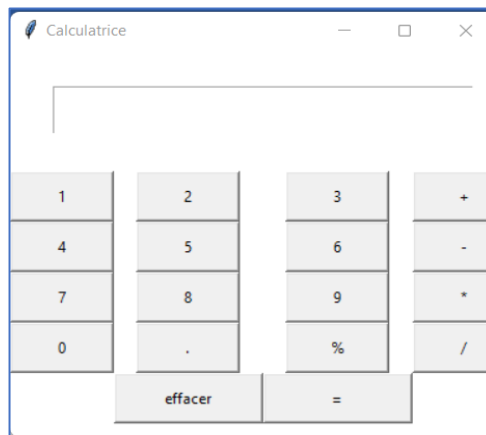 Calculatrice
1 2 3 +
4 5 6 -
7 8 9 *
0 . % /
effacer =